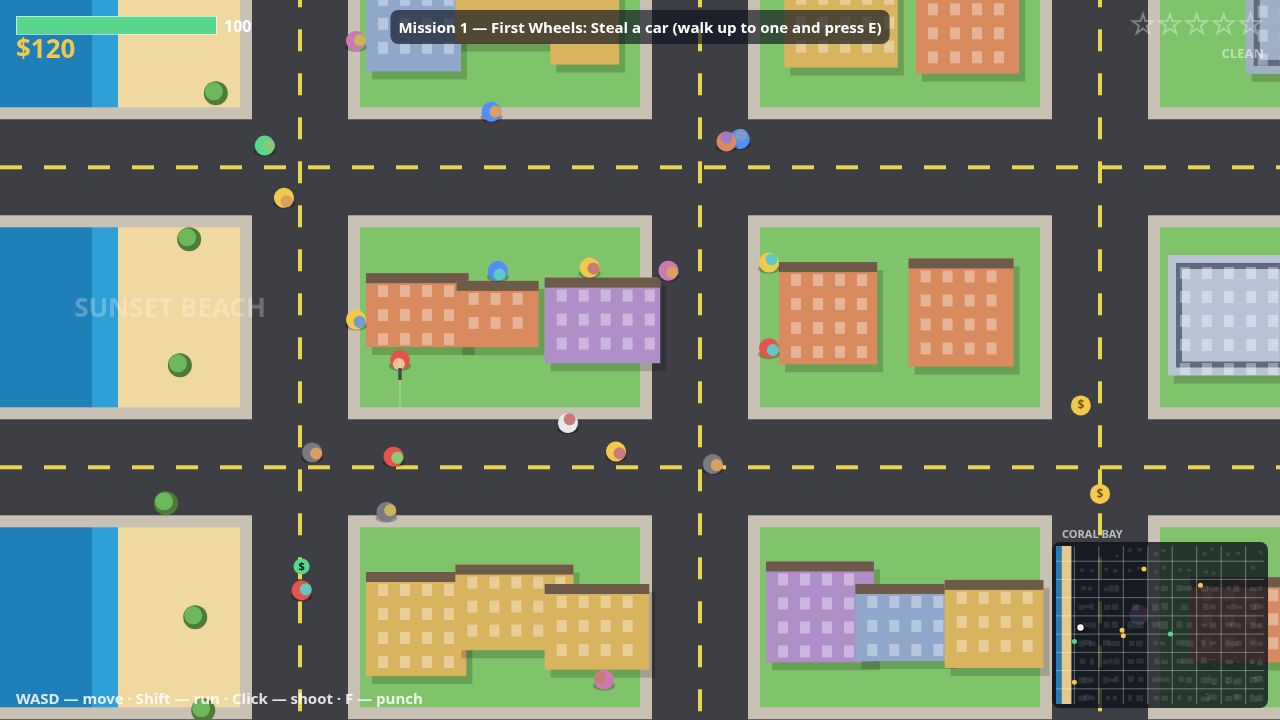 100
$120
Mission 1 — First Wheels: Steal a car (walk up to one and press E)
CLEAN
SUNSET BEACH
$
$
$
CORAL BAY
WASD — move · Shift — run · Click — shoot · F — punch